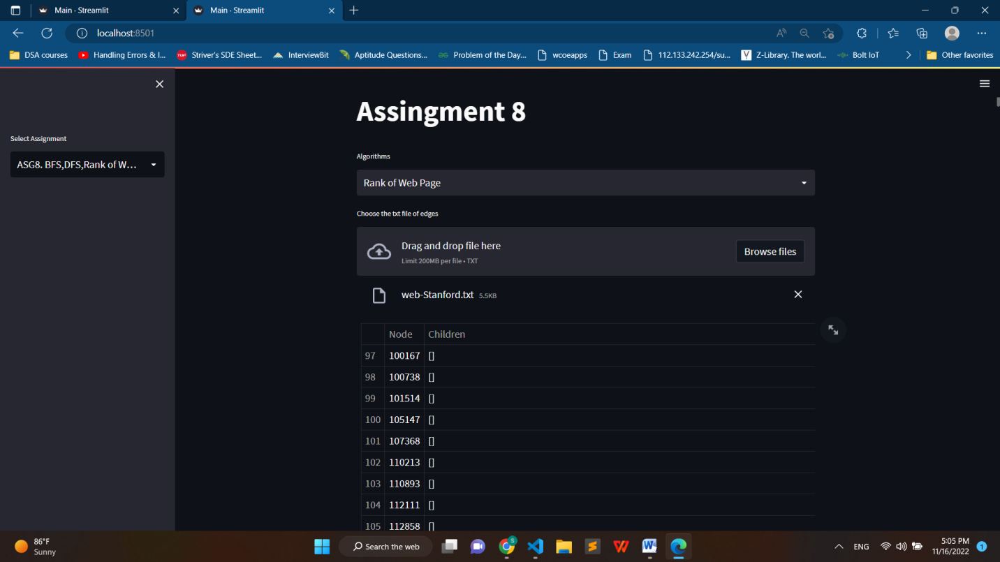 Main · Streamlit
Main · Streamlit
localhost:8501
DSA courses
Handling Errors & I...
Striver's SDE Sheet...
InterviewBit
Aptitude Questions...
Problem of the Day...
wcoeapps
Exam
112.133.242.254/su...
Z-Library. The worl...
Bolt IoT
Other favorites
Select Assignment
ASG8. BFS,DFS,Rank of W...
Assingment 8
Algorithms
Rank of Web Page
Choose the txt file of edges
Drag and drop file here
Limit 200MB per file • TXT
Browse files
web-Stanford.txt 5.5KB
Node Children
97 100167 []
98 100738 []
99 101514 []
100 105147 []
101 107368 []
102 110213 []
103 110893 []
104 112111 []
105 112858 []
86°F
Sunny
Search the web
S
ENG
5:05 PM
11/16/2022
1